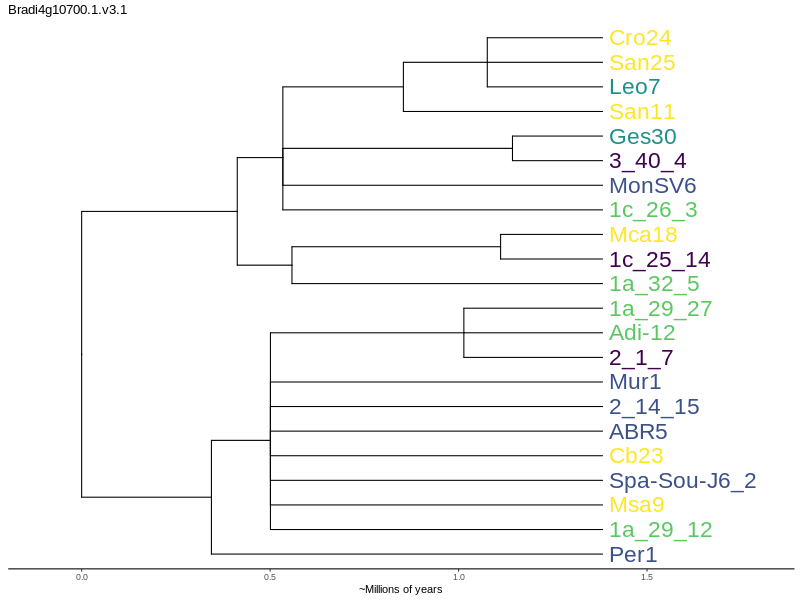 Bradi4g10700.1.v3.1
Cro24
San25
Leo7
San11
Ges30
3_40_4
MonSV6
1c_26_3
Mca18
1c_25_14
1a_32_5
1a_29_27
Adi-12
2_1_7
Mur1
2_14_15
ABR5
Cb23
Spa-Sou-J6_2
Msa9
1a_29_12
Per1
0.0 0.5 1.0 1.5
~Millions of years